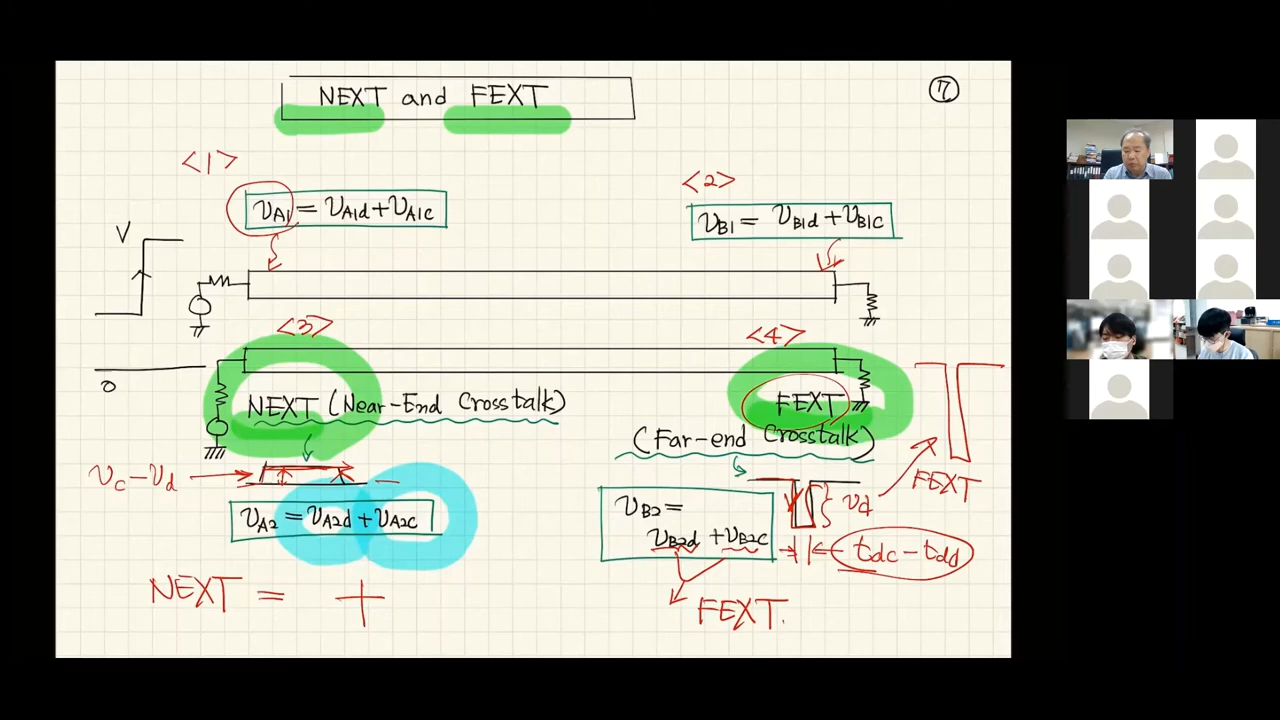 NEXT and FEXT
17
<1>
<2>
V
v_A1 = v_A1d + v_A1c
v_B1 = v_B1d + v_B1c
<3>
<4>
0
NEXT (Near-End Crosstalk)
FEXT
(Far-end Crosstalk)
FEXT
v_c - v_d
v_d
v_A2 = v_A2d + v_A2c
v_B2 =
v_B2d + v_B2c
t_dc - t_dd
NEXT = +
FEXT.